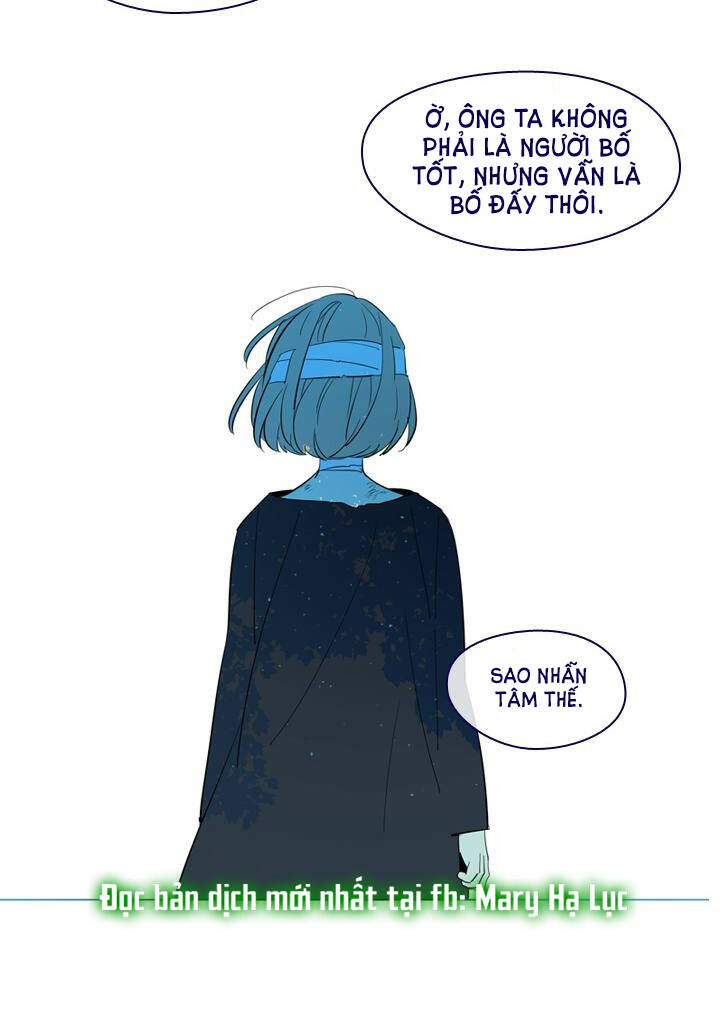 Ờ, ÔNG TA KHÔNG
PHẢI LÀ NGƯỜI BỐ
TỐT, NHƯNG VẪN LÀ
BỐ ĐẤY THÔI.
SAO NHẪN
TÂM THẾ.
Đọc bản dịch mới nhất tại fb: Mary Hạ Lục